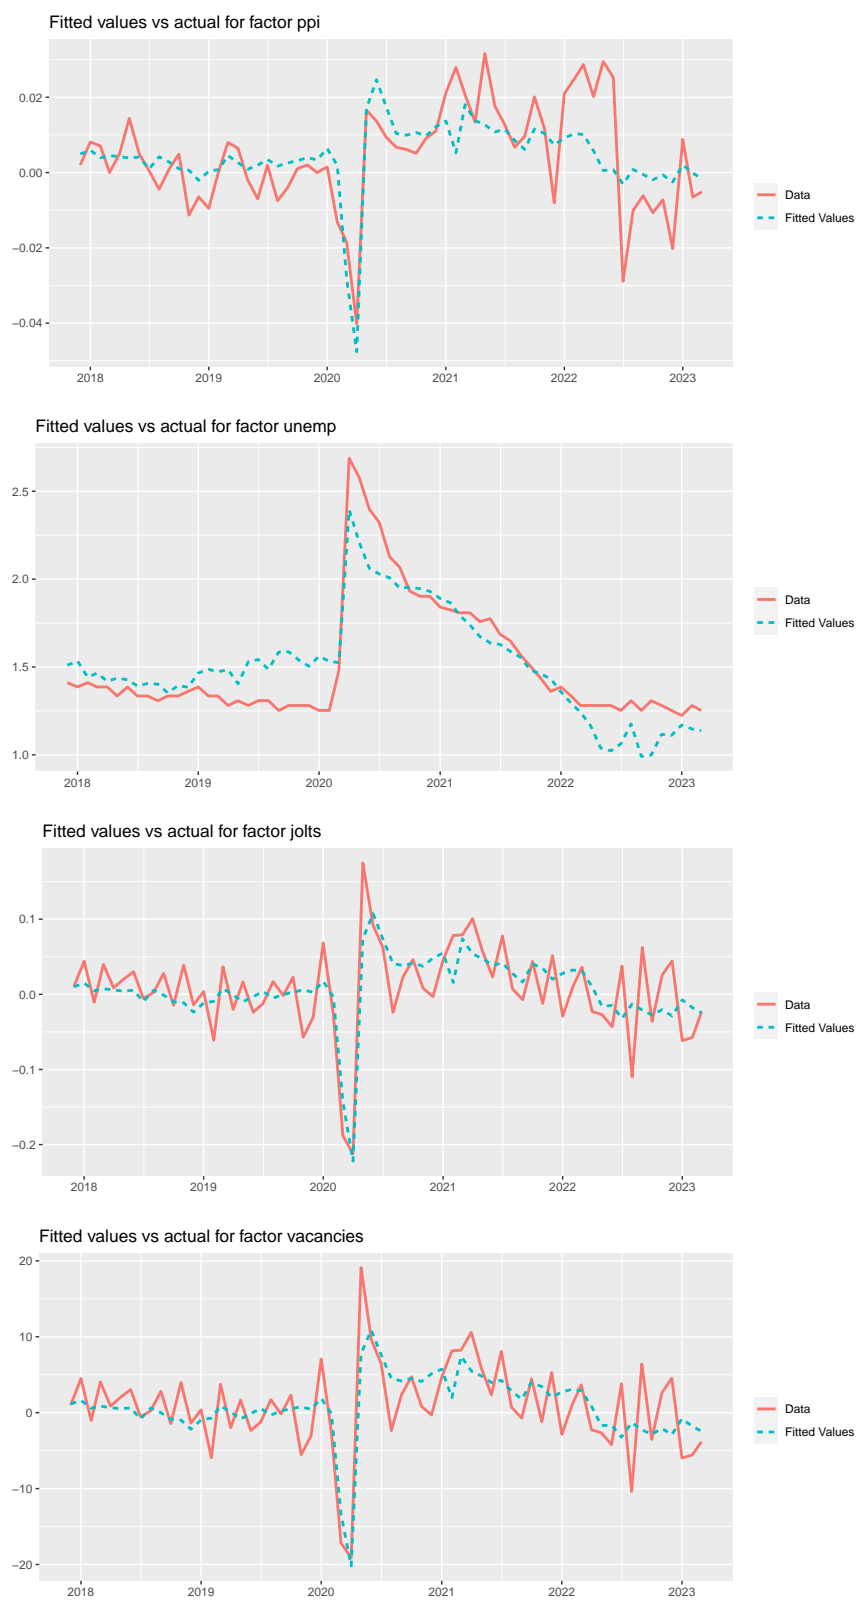 Fitted values vs actual for factor ppi
0.02
0.00
−0.02
−0.04
2018 2019 2020 2021 2022 2023
Data
Fitted Values
Fitted values vs actual for factor unemp
2.5
2.0
1.5
1.0
2018 2019 2020 2021 2022 2023
Data
Fitted Values
Fitted values vs actual for factor jolts
0.1
0.0
−0.1
−0.2
2018 2019 2020 2021 2022 2023
Data
Fitted Values
Fitted values vs actual for factor vacancies
20
10
0
−10
−20
2018 2019 2020 2021 2022 2023
Data
Fitted Values